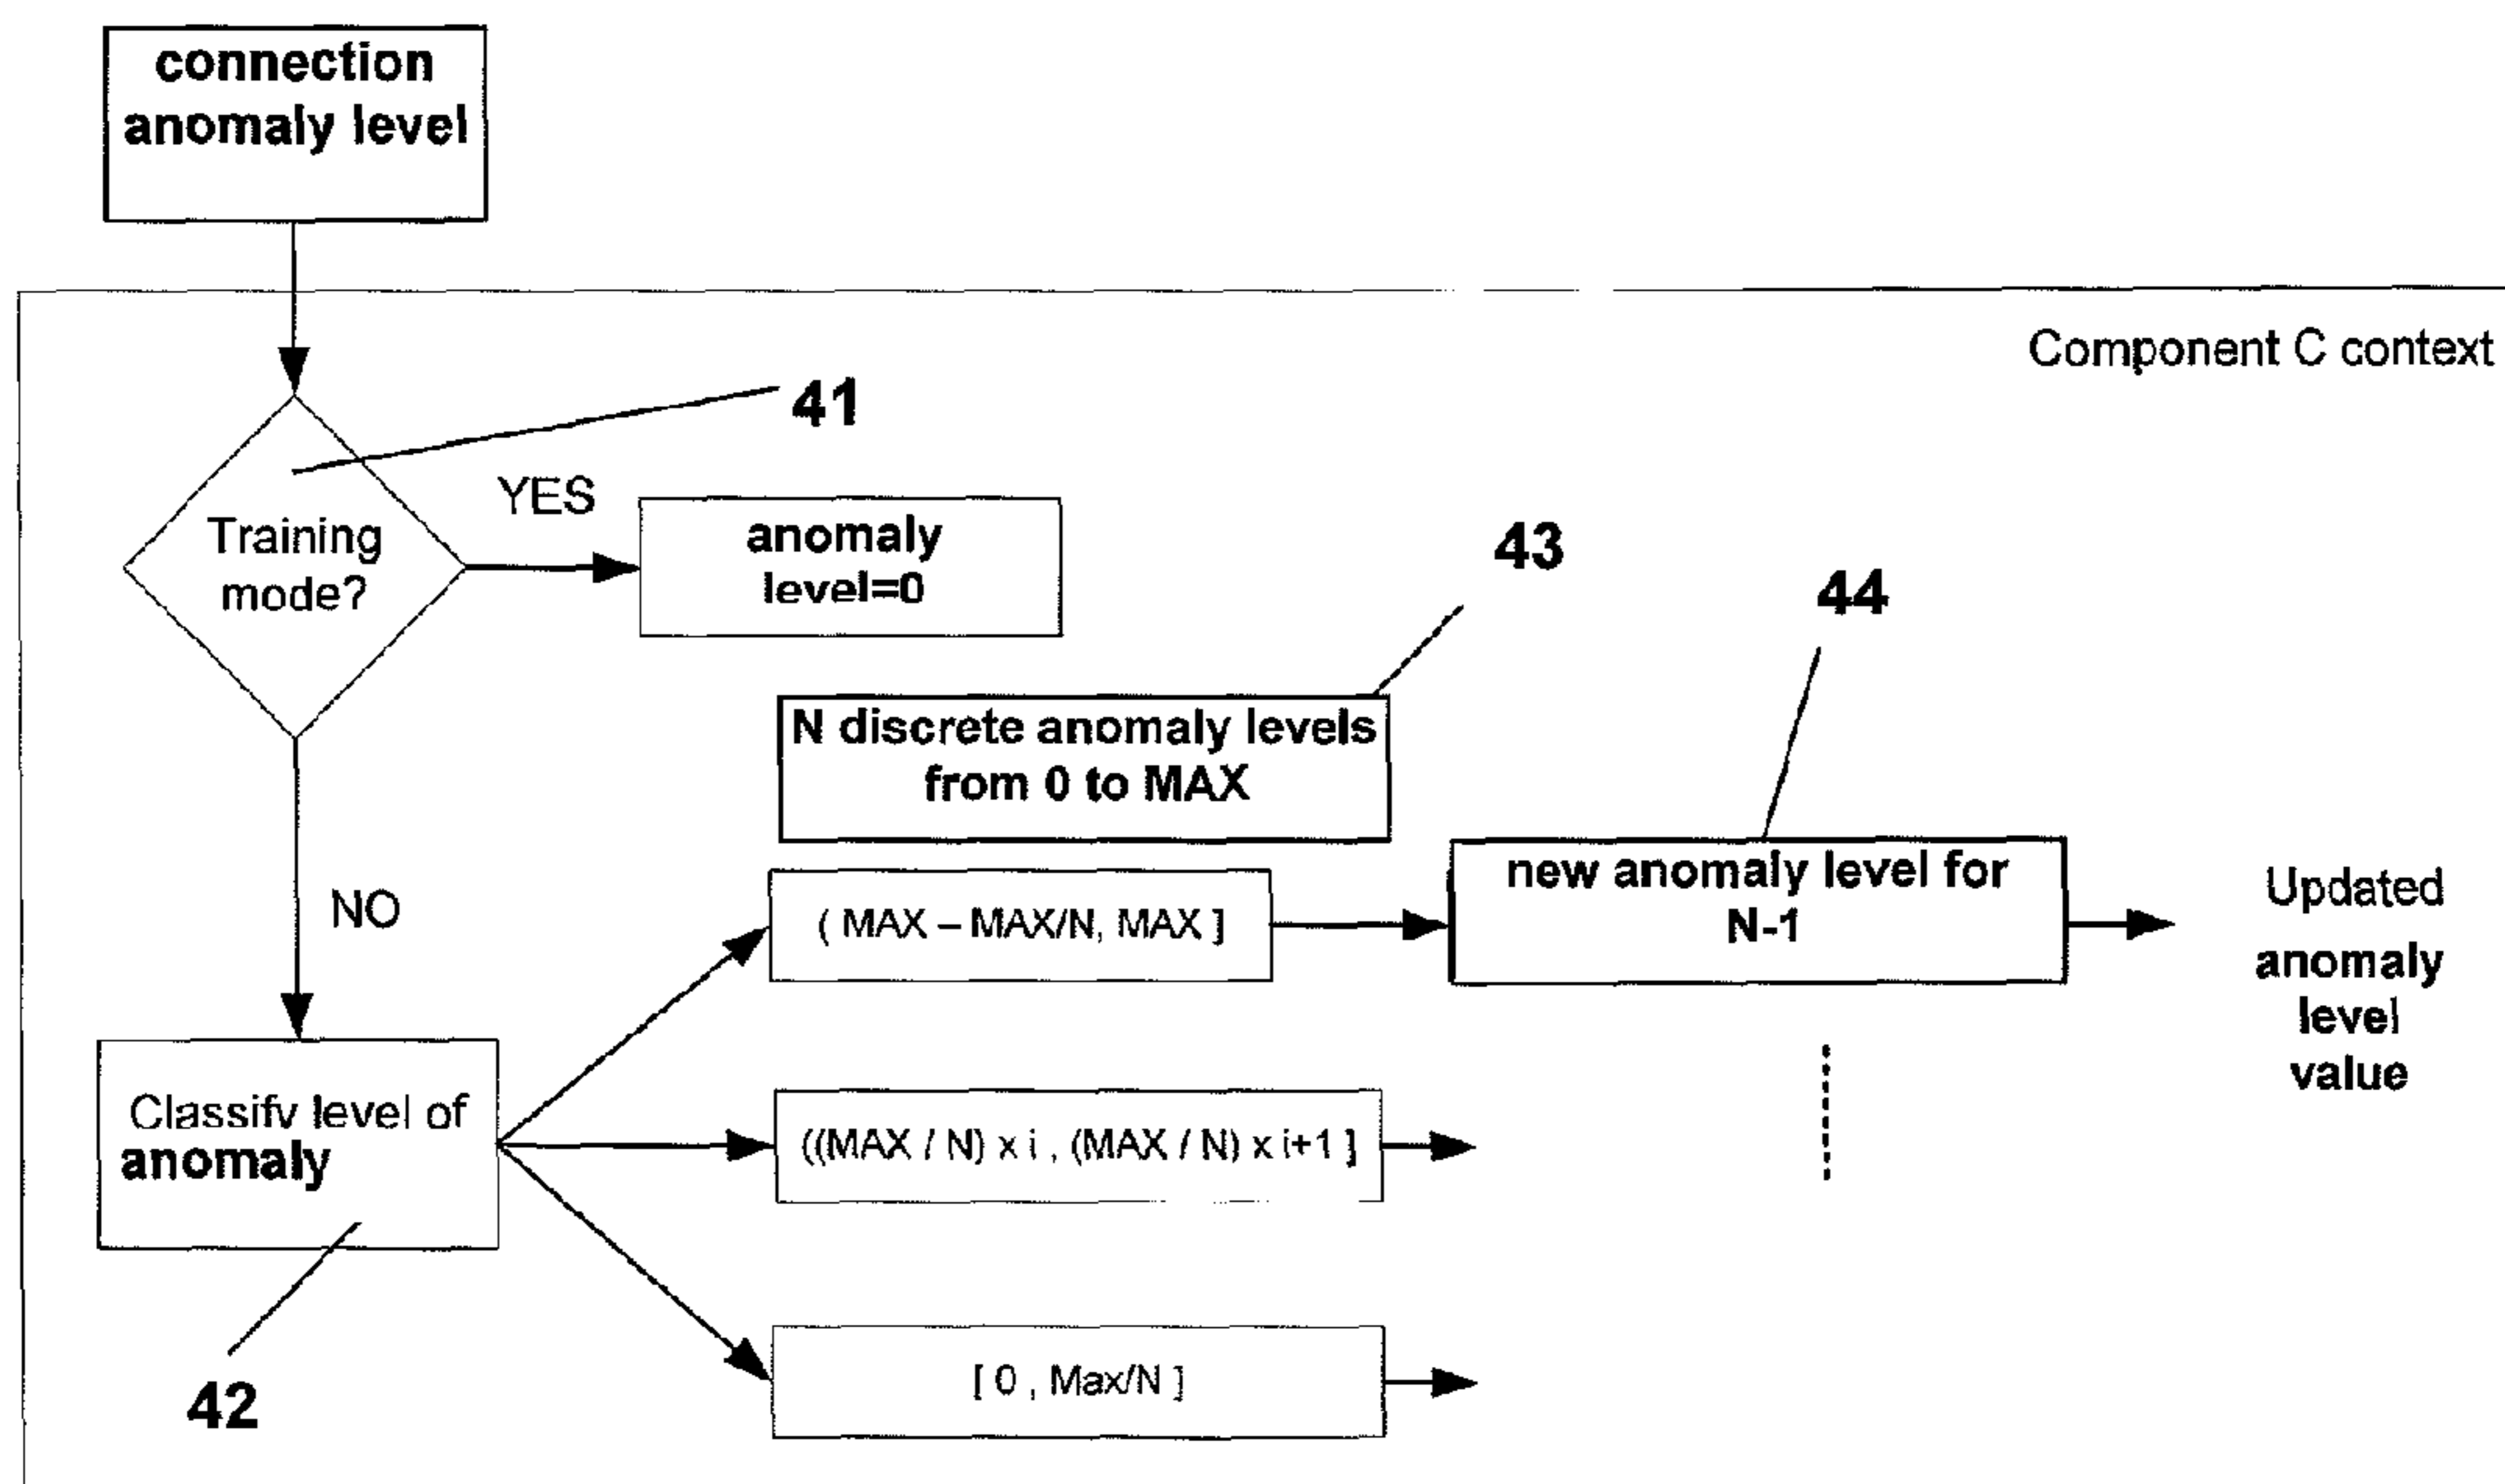 connection
anomaly level
Component C context
41
YES
Training
mode?
anomaly
level=0
43
44
N discrete anomaly levels
from 0 to MAX
NO
( MAX – MAX/N, MAX ]
new anomaly level for
N-1
Updated
anomaly
level
value
Classify level of
anomaly
((MAX / N) x i , (MAX / N) x i+1 ]
[ 0 , Max/N ]
42